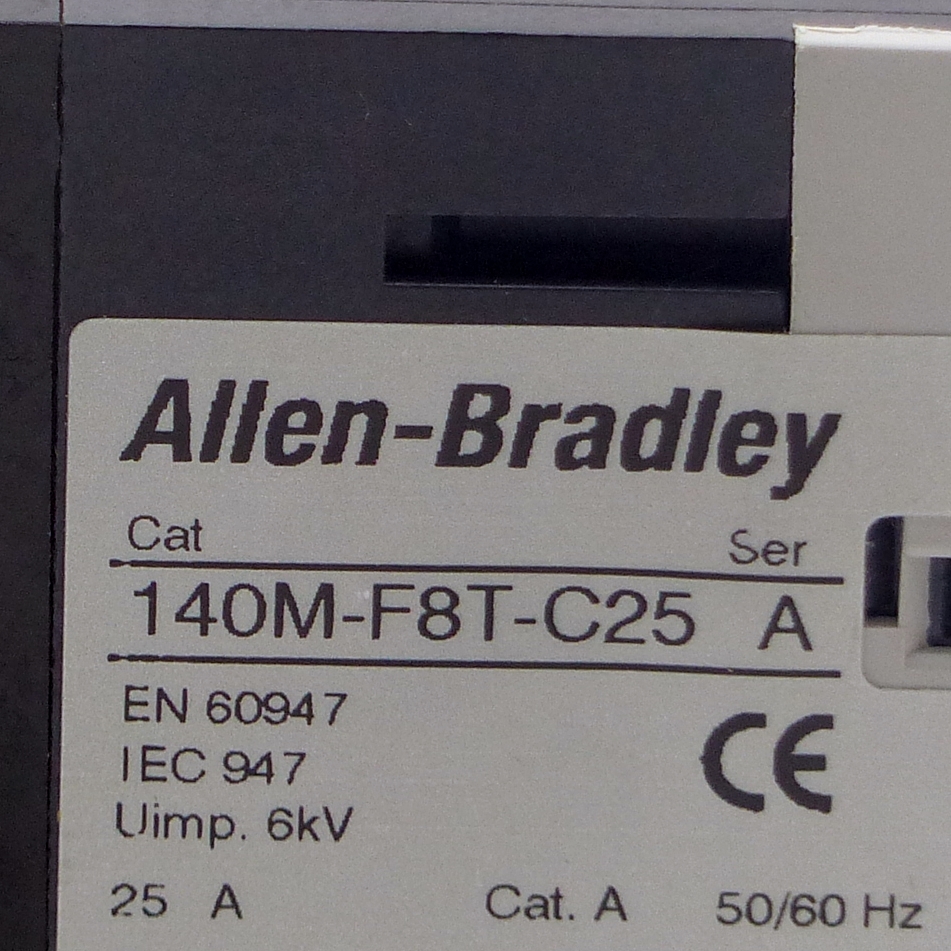 Allen-Bradley
Cat Ser
140M-F8T-C25 A
EN 60947
IEC 947
CE
Uimp. 6kV
25 A Cat. A 50/60 Hz